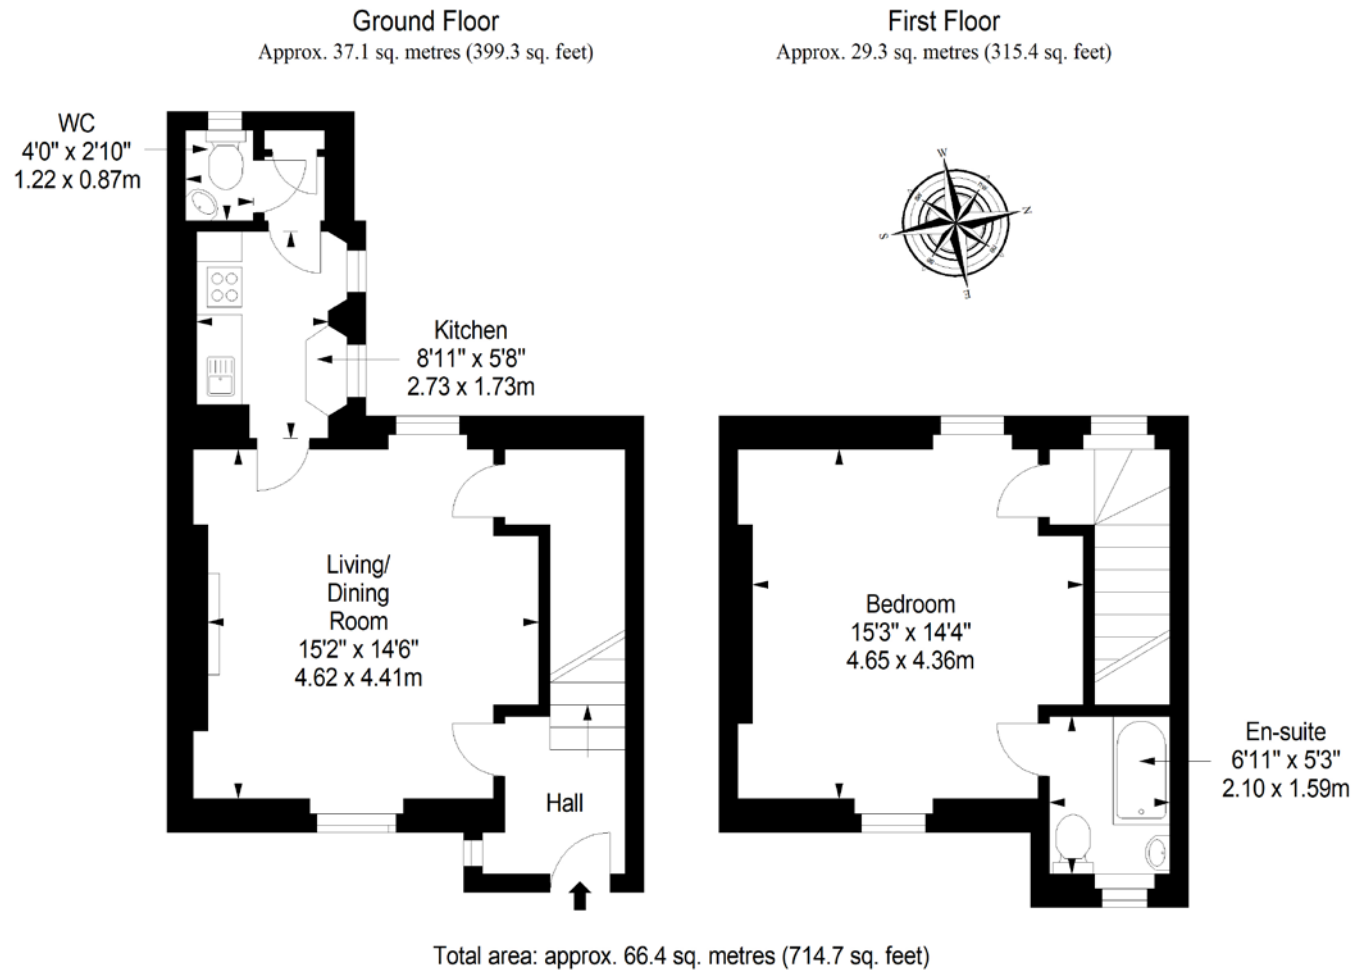 Ground Floor
Approx. 37.1 sq. metres (399.3 sq. feet)
First Floor
Approx. 29.3 sq. metres (315.4 sq. feet)
WC
4'0" x 2'10"
1.22 x 0.87m
W
N
S
E
Kitchen
8'11" x 5'8"
2.73 x 1.73m
Living/
Dining
Room
15'2" x 14'6"
4.62 x 4.41m
Bedroom
15'3" x 14'4"
4.65 x 4.36m
En-suite
6'11" x 5'3"
2.10 x 1.59m
Hall
Total area: approx. 66.4 sq. metres (714.7 sq. feet)